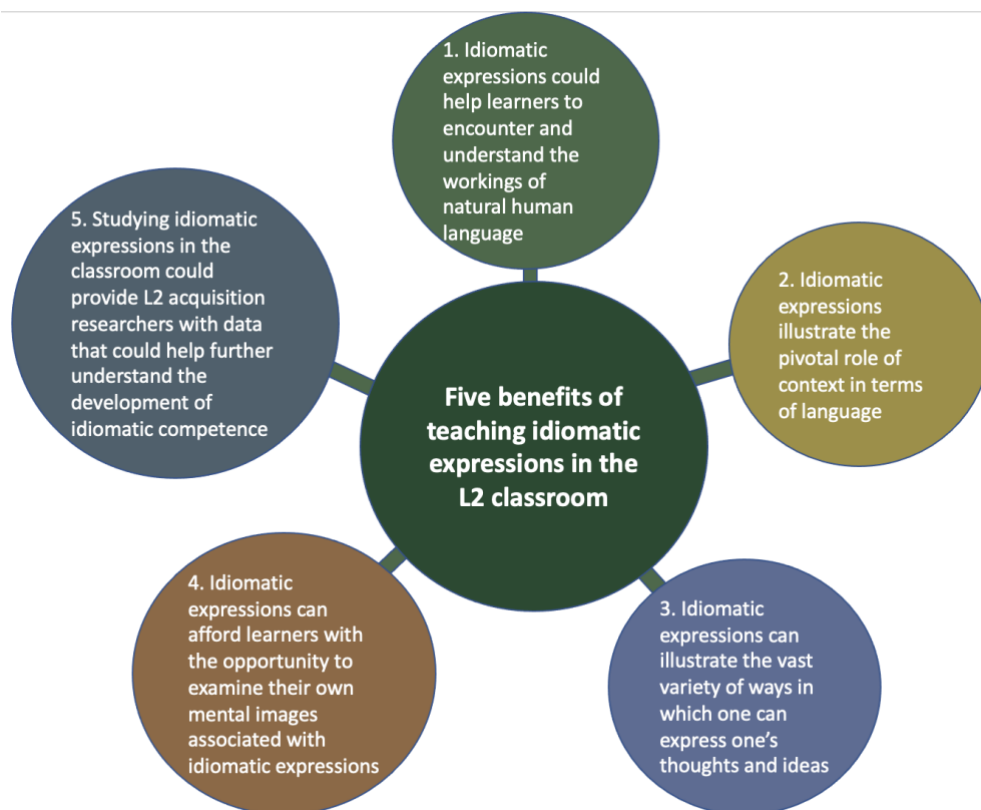 1. Idiomatic
expressions could
help learners to
encounter and
understand the
workings of
natural human
language
2. Idiomatic
expressions
illustrate the
pivotal role of
context in terms
of language
3. Idiomatic
expressions can
illustrate the vast
variety of ways in
which one can
express one's
thoughts and ideas
4. Idiomatic
expressions can
afford learners with
the opportunity to
examine their own
mental images
associated with
idiomatic expressions
5. Studying idiomatic
expressions in the
classroom could
provide L2 acquisition
researchers with data
that could help further
understand the
development of
idiomatic competence
Five benefits of
teaching idiomatic
expressions in the
L2 classroom